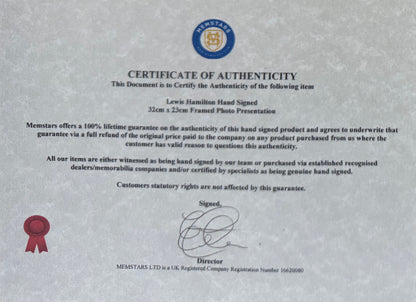 MEMSTARS
CERTIFICATE OF AUTHENTICITY
This Document is to Certify the Authenticity of the following item
Lewis Hamilton Hand Signed
32cm x 23cm Framed Photo Presentation
Memstars offers a 100% lifetime guarantee on the authenticity of this hand signed product and agrees to underwrite that
guarantee via a full refund of the original price paid to the company on any product purchased from us where the
customer has valid reason to questions this authenticity.
All our items are either witnessed as being hand signed by our team or purchased via established recognised
dealers/memorabilia companies and/or certified by specialists as being genuine hand signed.
Customers statutory rights are not affected by this guarantee.
Signed,
Director
MEMSTARS LTD is a UK Registered Company Registration Number 16620080